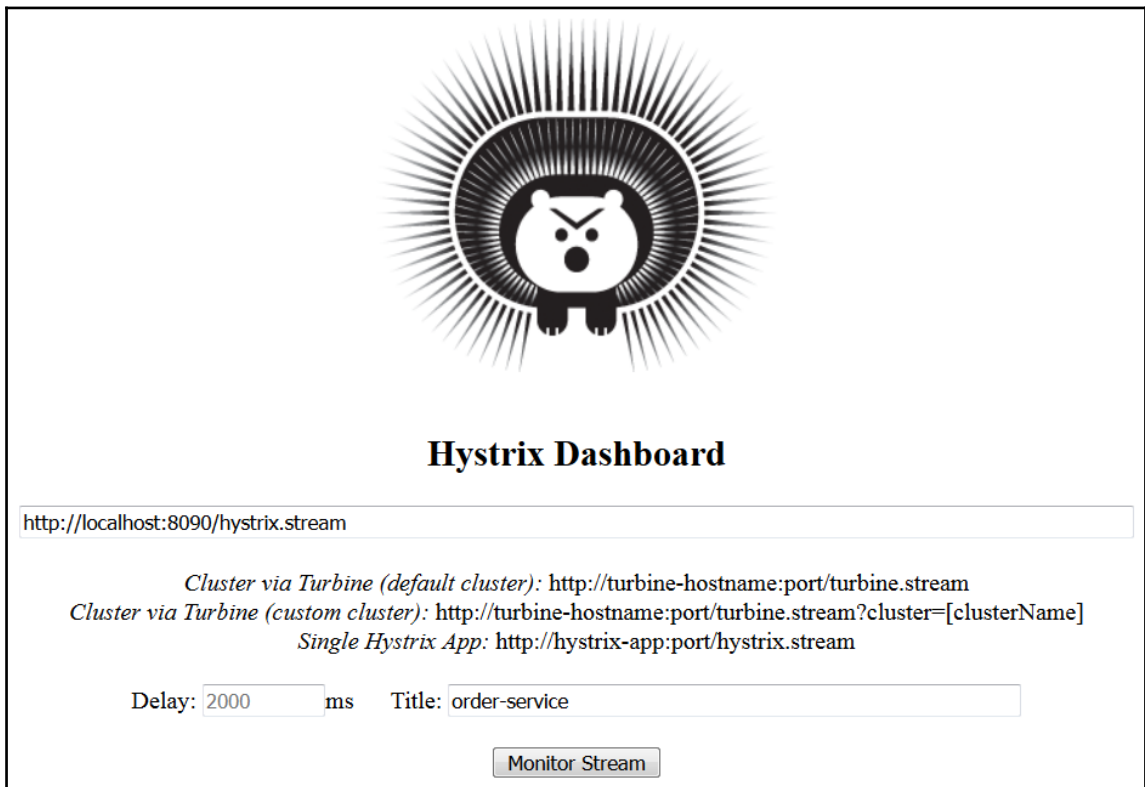 Hystrix Dashboard
http://localhost:8090/hystrix.stream
Cluster via Turbine (default cluster): http://turbine-hostname:port/turbine.stream
Cluster via Turbine (custom cluster): http://turbine-hostname:port/turbine.stream?cluster=[clusterName]
Single Hystrix App: http://hystrix-app:port/hystrix.stream
Delay: 2000 ms Title: order-service
Monitor Stream